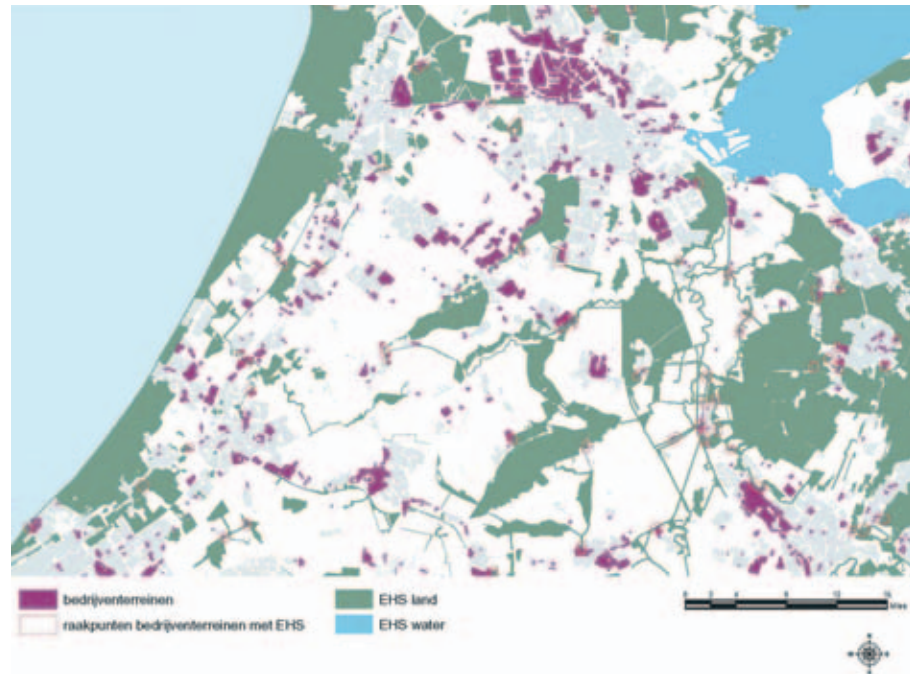 bedrijventerreinen
raakpunten bedrijventerreinen met EHS
EHS land
EHS water